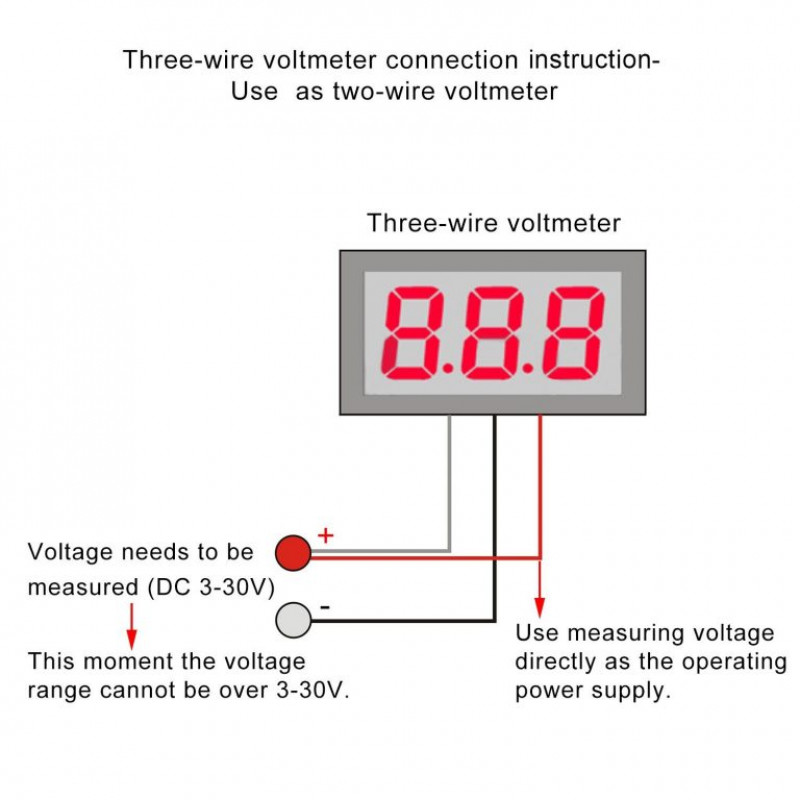 Three-wire voltmeter connection instruction-
Use as two-wire voltmeter
Three-wire voltmeter
8.8.8
+
Voltage needs to be
measured (DC 3-30V)
-
This moment the voltage
range cannot be over 3-30V.
Use measuring voltage
directly as the operating
power supply.